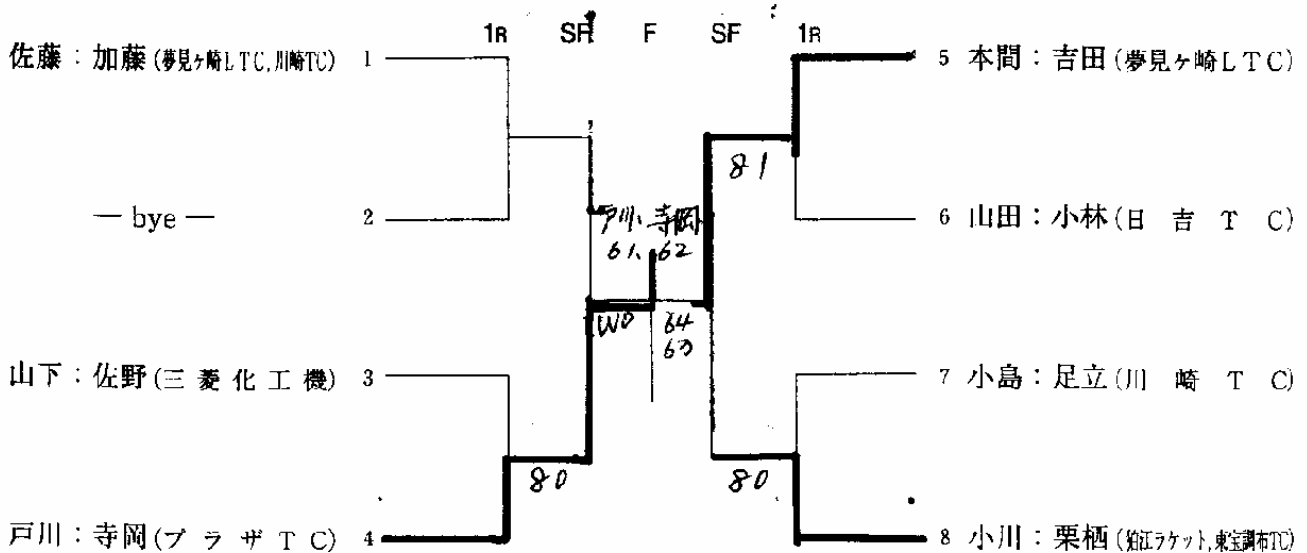 1R SF F SF 1R
佐藤：加藤（夢見ヶ崎LTC,川崎TC） 1
5 本間：吉田（夢見ヶ崎LTC）
81
— bye — 2
戸川、寺岡
61、62
6 山田：小林（日吉TC）
WO
64
63
山下：佐野（三菱化工機） 3
7 小島：足立（川崎TC）
80
80
戸川：寺岡（プラザTC） 4
8 小川：栗栖（狛江ラケット,東宝調布TC）